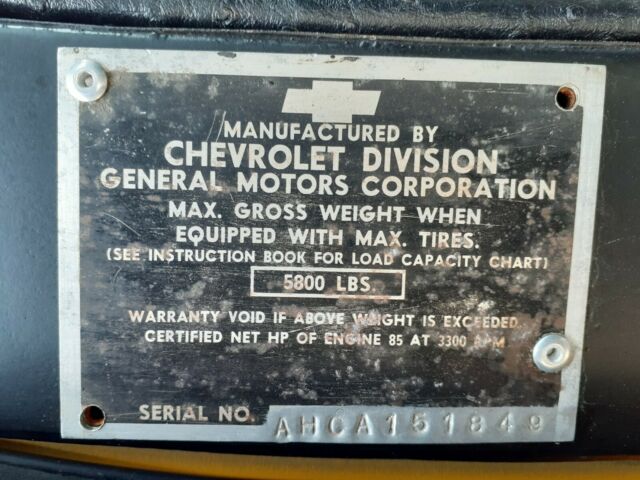 MANUFACTURED BY
CHEVROLET DIVISION
GENERAL MOTORS CORPORATION
MAX. GROSS WEIGHT WHEN
EQUIPPED WITH MAX. TIRES.
(SEE INSTRUCTION BOOK FOR LOAD CAPACITY CHART)
5800 LBS.
WARRANTY VOID IF ABOVE WEIGHT IS EXCEEDED.
CERTIFIED NET HP OF ENGINE 85 AT 3300 RPM
SERIAL NO. AHCA151849